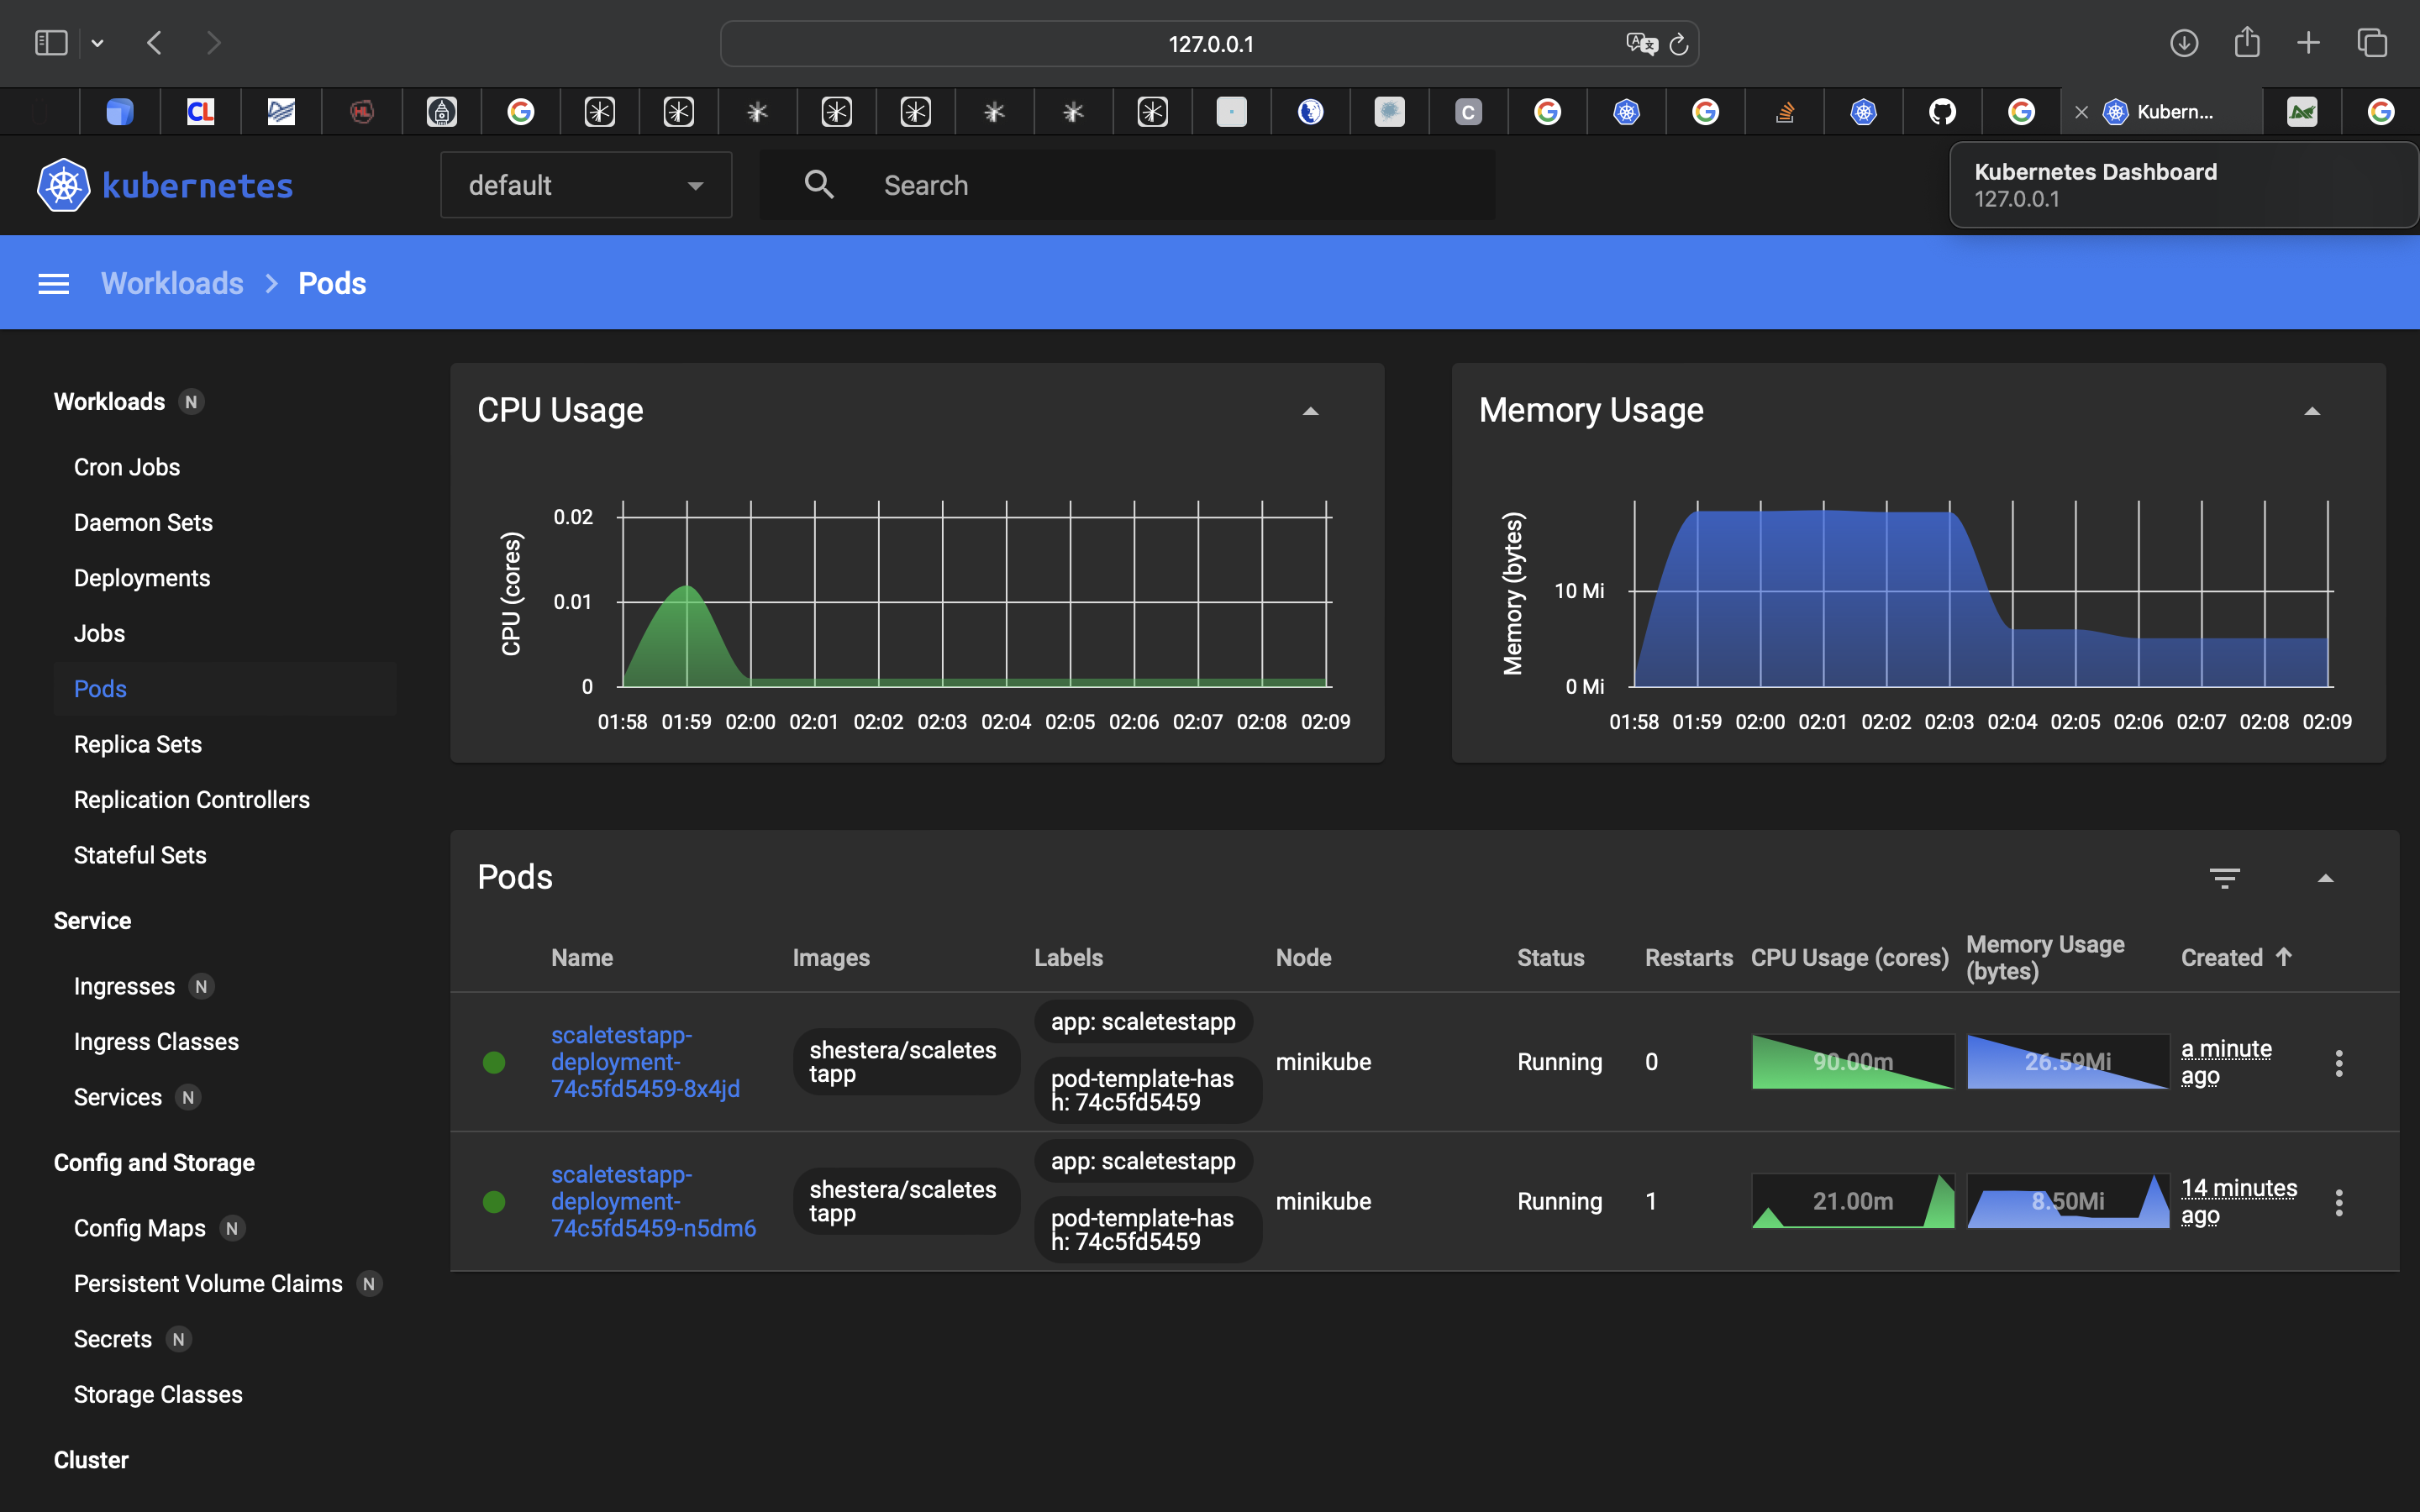 127.0.0.1
CL
HL
C
Kubern...
kubernetes
default
Search
Kubernetes Dashboard
127.0.0.1
Workloads
Pods
Workloads N
Cron Jobs
Daemon Sets
Deployments
Jobs
Pods
Replica Sets
Replication Controllers
Stateful Sets
Service
Ingresses N
Ingress Classes
Services N
Config and Storage
Config Maps N
Persistent Volume Claims N
Secrets N
Storage Classes
Cluster
CPU Usage
CPU (cores)
0.02
0.01
0
01:58 01:59 02:00 02:01 02:02 02:03 02:04 02:05 02:06 02:07 02:08 02:09
Memory Usage
Memory (bytes)
10 Mi
0 Mi
01:58 01:59 02:00 02:01 02:02 02:03 02:04 02:05 02:06 02:07 02:08 02:09
Pods
Name Images Labels Node Status Restarts CPU Usage (cores) Memory Usage
(bytes) Created
scaletestapp-
deployment-
74c5fd5459-8x4jd
shestera/scaletes
tapp
app: scaletestapp
pod-template-has
h: 74c5fd5459
minikube
Running
0
90.00m
26.59Mi
a minute
ago
scaletestapp-
deployment-
74c5fd5459-n5dm6
shestera/scaletes
tapp
app: scaletestapp
pod-template-has
h: 74c5fd5459
minikube
Running
1
21.00m
8.50Mi
14 minutes
ago